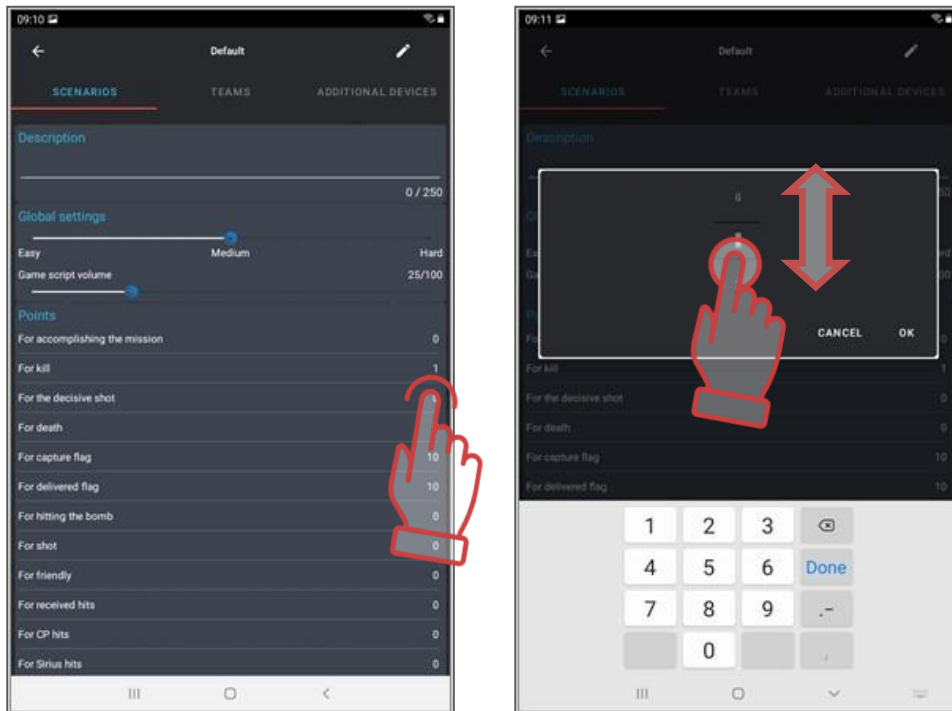 09:10
Default
SCENARIOS TEAMS ADDITIONAL DEVICES
Description
0 / 250
Global settings
Easy Medium Hard
Game script volume 25/100
Points
For accomplishing the mission 0
For kill 1
For the decisive shot
For death
For capture flag 10
For delivered flag 10
For hitting the bomb 0
For shot 0
For friendly 0
For received hits 0
For CP hits 0
For Sirius hits 0
09:11
Default
SCENARIOS TEAMS ADDITIONAL DEVICES
Description
CANCEL OK
For kill 1
For the decisive shot 0
For death 0
For capture flag 10
For delivered flag 10
1 2 3
4 5 6 Done
7 8 9 .-
0 ,